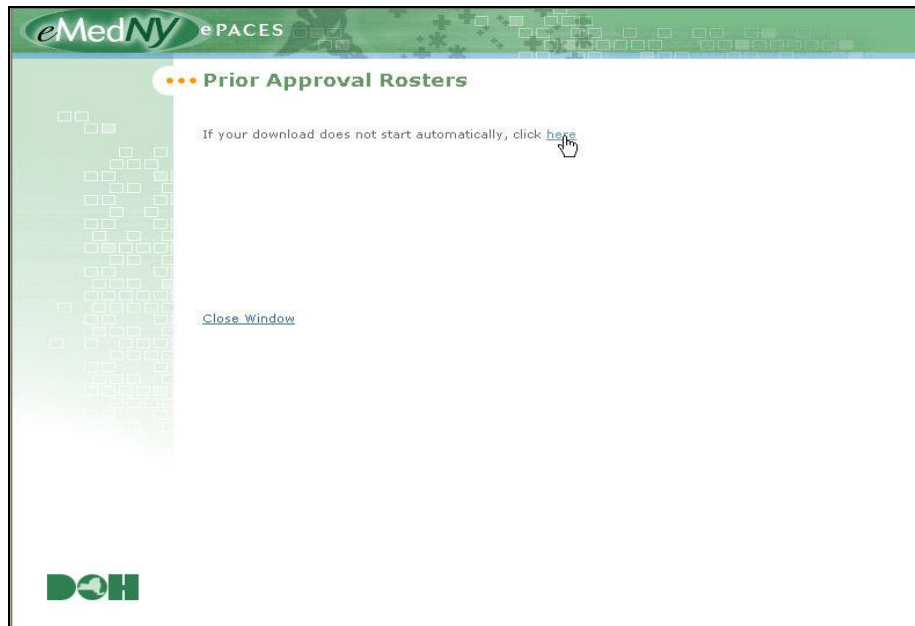 eMedNY ePACES
Prior Approval Rosters
If your download does not start automatically, click here
Close Window
DOH